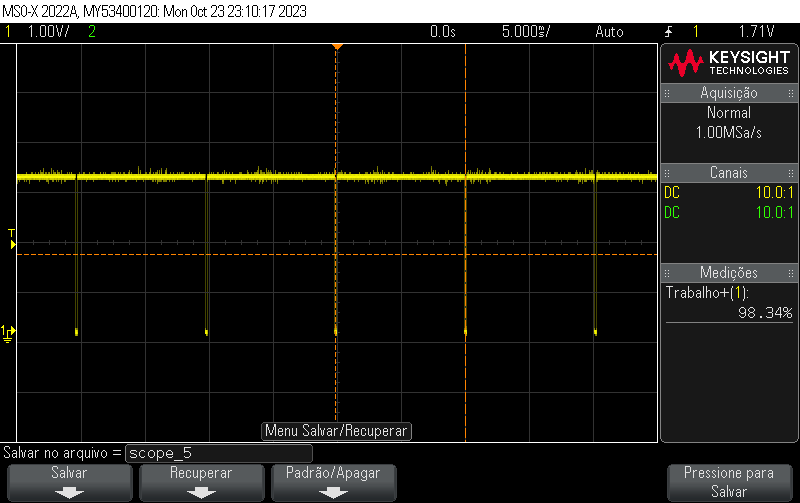 MSO-X 2022A, MY53400120: Mon Oct 23 23:10:17 2023
1 1.00V/ 2 0.0s 5.000ms/ Auto 1 1.71V
KEYSIGHT
TECHNOLOGIES
Aquisição
Normal
1.00MSa/s
Canais
DC 10.0:1
DC 10.0:1
Medições
Trabalho+(1):
98.34%
T
1
Menu Salvar/Recuperar
Salvar no arquivo = scope_5
Salvar Recuperar Padrão/Apagar Pressione para
Salvar